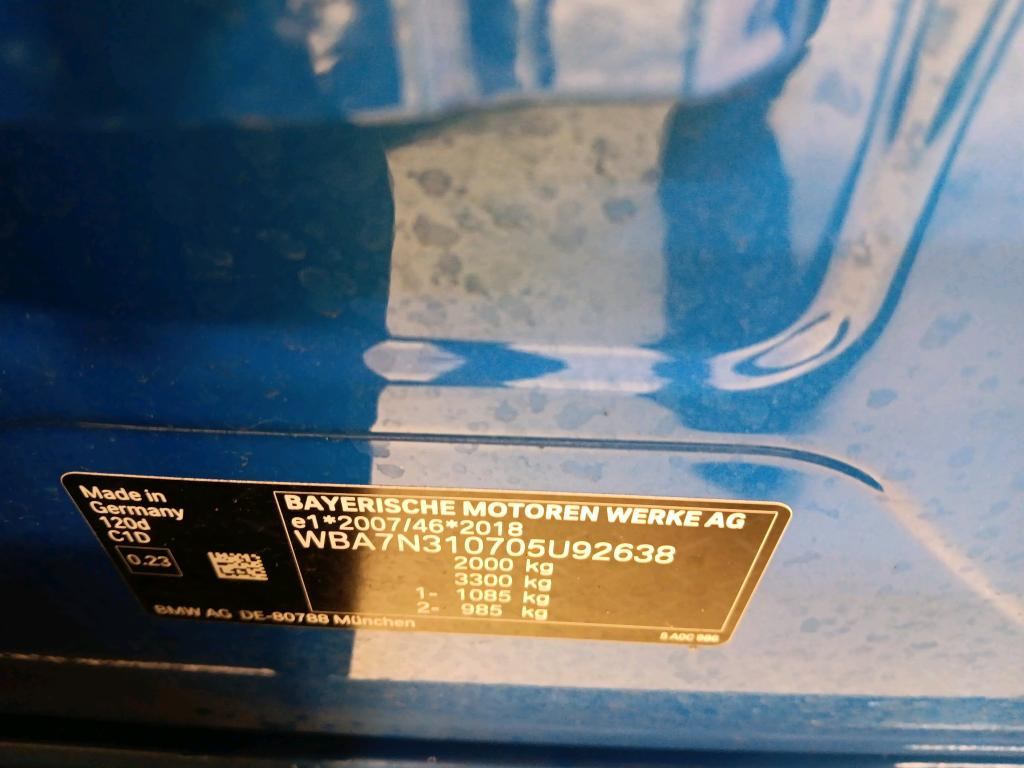 Made in
Germany
120d
C1D
0.23
BAYERISCHE MOTOREN WERKE AG
e1*2007/46*2018
WBA7N310705U92638
2000 kg
3300 kg
1- 1085 kg
2- 985 kg
BMW AG DE-80788 München